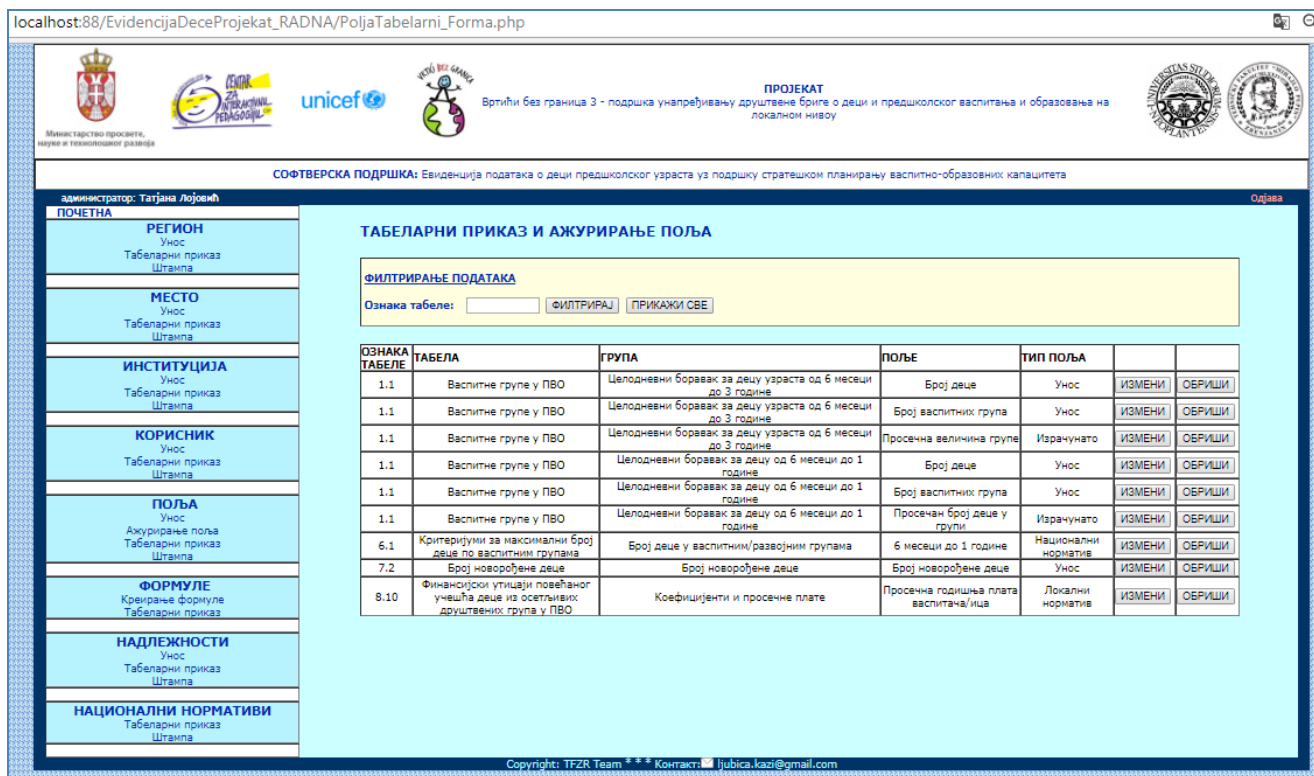 localhost:88/EvidencijaDeceProjekat_RADNA/PoljaTabelarni_Forma.php
Министарство просвете,
науке и технолошког развоја
CENTAR
ZA
INTERAKTIVNU
PEDAGOGIJU
unicef
VRTIĆI BEZ GRANICA
ПРОЈЕКАТ
Вртићи без граница 3 - подршка унапређивању друштвене бриге о деци и предшколског васпитања и образовања на
локалном нивоу
СОФТВЕРСКА ПОДРШКА: Евиденција података о деци предшколског узраста уз подршку стратешком планирању васпитно-образовних капацитета
администратор: Татјана Лојовић
Одјава
ПОЧЕТНА
РЕГИОН
Унос
Табеларни приказ
Штампа
МЕСТО
Унос
Табеларни приказ
Штампа
ИНСТИТУЦИЈА
Унос
Табеларни приказ
Штампа
КОРИСНИК
Унос
Табеларни приказ
Штампа
ПОЉА
Унос
Ажурирање поља
Табеларни приказ
Штампа
ФОРМУЛЕ
Креирање формуле
Табеларни приказ
НАДЛЕЖНОСТИ
Унос
Табеларни приказ
Штампа
НАЦИОНАЛНИ НОРМАТИВИ
Табеларни приказ
Штампа
ТАБЕЛАРНИ ПРИКАЗ И АЖУРИРАЊЕ ПОЉА
ФИЛТРИРАЊЕ ПОДАТАКА
Ознака табеле: ФИЛТРИРАЈ ПРИКАЖИ СВЕ
ОЗНАКА ТАБЕЛЕ ТАБЕЛА ГРУПА ПОЉЕ ТИП ПОЉА
1.1 Васпитне групе у ПВО Целодневни боравак за децу узраста од 6 месеци до 3 године Број деце Унос ИЗМЕНИ ОБРИШИ
1.1 Васпитне групе у ПВО Целодневни боравак за децу узраста од 6 месеци до 3 године Број васпитних група Унос ИЗМЕНИ ОБРИШИ
1.1 Васпитне групе у ПВО Целодневни боравак за децу узраста од 6 месеци до 3 године Просечна величина групе Израчунато ИЗМЕНИ ОБРИШИ
1.1 Васпитне групе у ПВО Целодневни боравак за децу од 6 месеци до 1 године Број деце Унос ИЗМЕНИ ОБРИШИ
1.1 Васпитне групе у ПВО Целодневни боравак за децу од 6 месеци до 1 године Број васпитних група Унос ИЗМЕНИ ОБРИШИ
1.1 Васпитне групе у ПВО Целодневни боравак за децу од 6 месеци до 1 године Просечан број деце у групи Израчунато ИЗМЕНИ ОБРИШИ
6.1 Критеријуми за максимални број деце по васпитним групама Број деце у васпитним/развојним групама 6 месеци до 1 године Национални норматив ИЗМЕНИ ОБРИШИ
7.2 Број новорођене деце Број новорођене деце Број новорођене деце Унос ИЗМЕНИ ОБРИШИ
8.10 Финансијски утицаји повећаног учешћа деце из осетљивих друштвених група у ПВО Коефицијенти и просечне плате Просечна годишња плата васпитача/ица Локални норматив ИЗМЕНИ ОБРИШИ
Copyright: TFZR Team * * * Контакт: ljubica.kazi@gmail.com